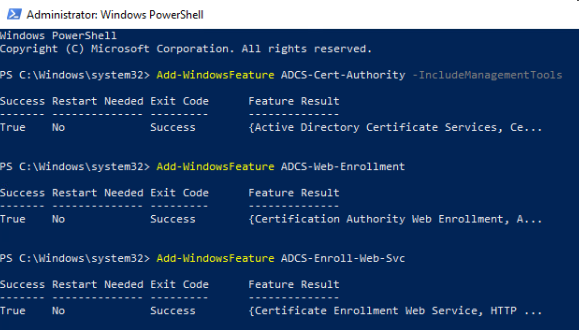 Administrator: Windows PowerShell
Windows PowerShell
Copyright (C) Microsoft Corporation. All rights reserved.
PS C:\Windows\system32> Add-WindowsFeature ADCS-Cert-Authority -IncludeManagementTools
Success Restart Needed Exit Code      Feature Result
------- -------------- ---------      --------------
True    No             Success        {Active Directory Certificate Services, Ce...
PS C:\Windows\system32> Add-WindowsFeature ADCS-Web-Enrollment
Success Restart Needed Exit Code      Feature Result
------- -------------- ---------      --------------
True    No             Success        {Certification Authority Web Enrollment, A...
PS C:\Windows\system32> Add-WindowsFeature ADCS-Enroll-Web-Svc
Success Restart Needed Exit Code      Feature Result
------- -------------- ---------      --------------
True    No             Success        {Certificate Enrollment Web Service, HTTP ...